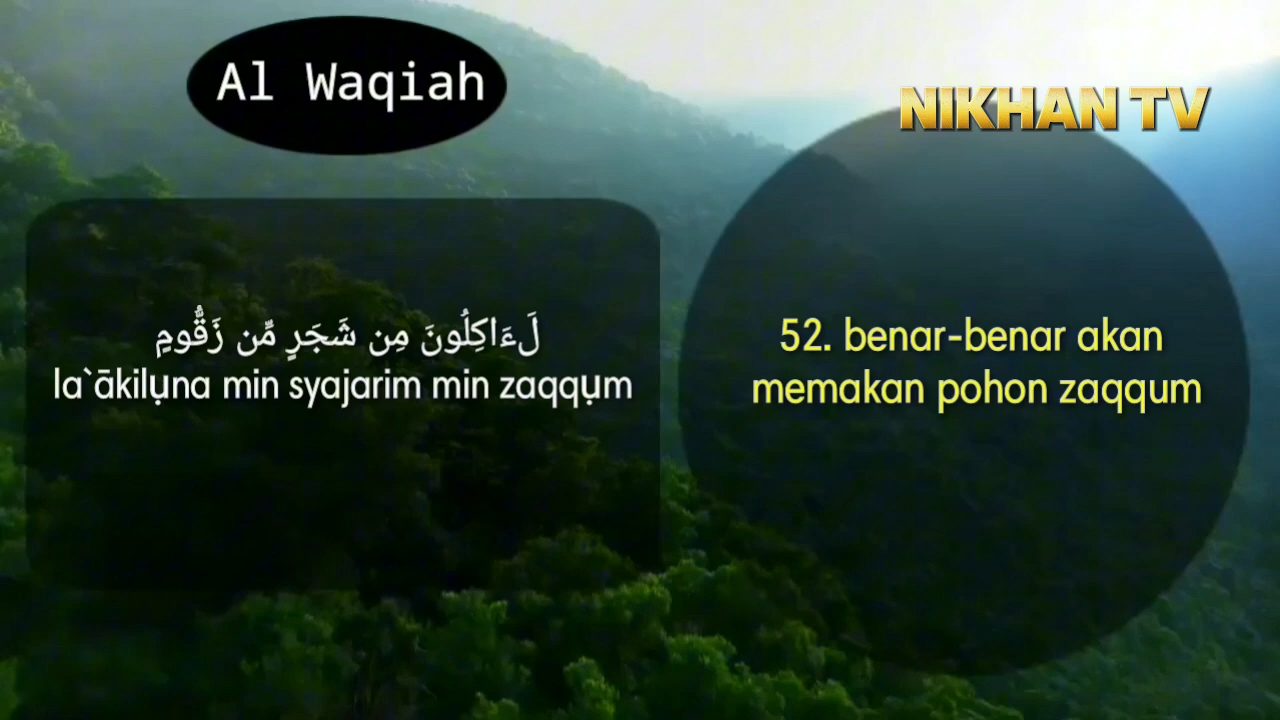 Al Waqiah
NIKHAN TV
لَءَاكِلُونَ مِن شَجَرٍ مِّن زَقُّومٍ
la`ākilụna min syajarim min zaqqụm
52. benar-benar akan
memakan pohon zaqqum